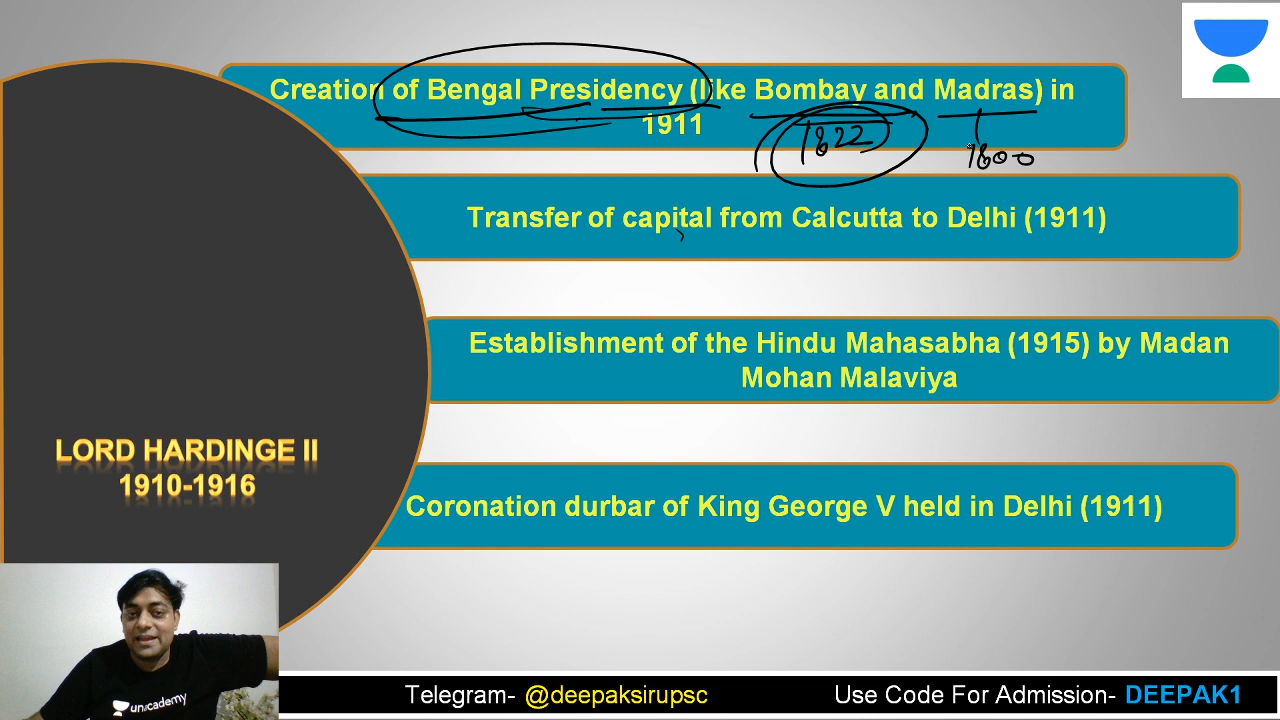 Creation of Bengal Presidency (like Bombay and Madras) in
1911
1822
1800
Transfer of capital from Calcutta to Delhi (1911)
Establishment of the Hindu Mahasabha (1915) by Madan
Mohan Malaviya
LORD HARDINGE II
1910-1916
Coronation durbar of King George V held in Delhi (1911)
unacademy
Telegram- @deepaksirupsc
Use Code For Admission- DEEPAK1